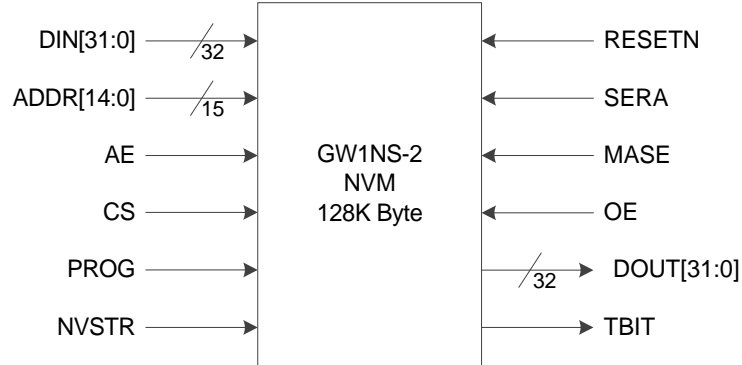 DIN[31:0]
32
ADDR[14:0]
15
AE
CS
PROG
NVSTR
GW1NS-2
NVM
128K Byte
RESETN
SERA
MASE
OE
32
DOUT[31:0]
TBIT